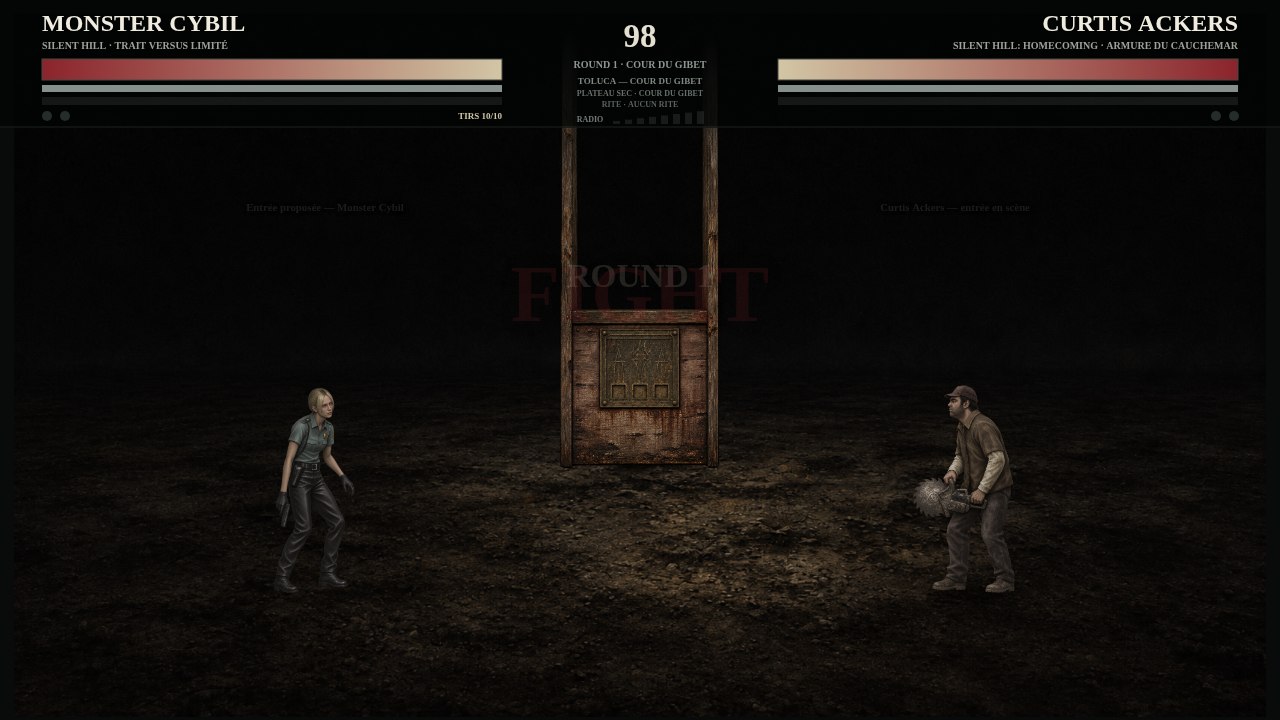 MONSTER CYBIL
SILENT HILL · TRAIT VERSUS LIMITÉ
TIRS 10/10
98
ROUND 1 · COUR DU GIBET
TOLUCA — COUR DU GIBET
PLATEAU SEC · COUR DU GIBET
RITE · AUCUN RITE
RADIO
CURTIS ACKERS
SILENT HILL: HOMECOMING · ARMURE DU CAUCHEMAR
Entrée proposée — Monster Cybil
Curtis Ackers — entrée en scène
ROUND 1
FIGHT